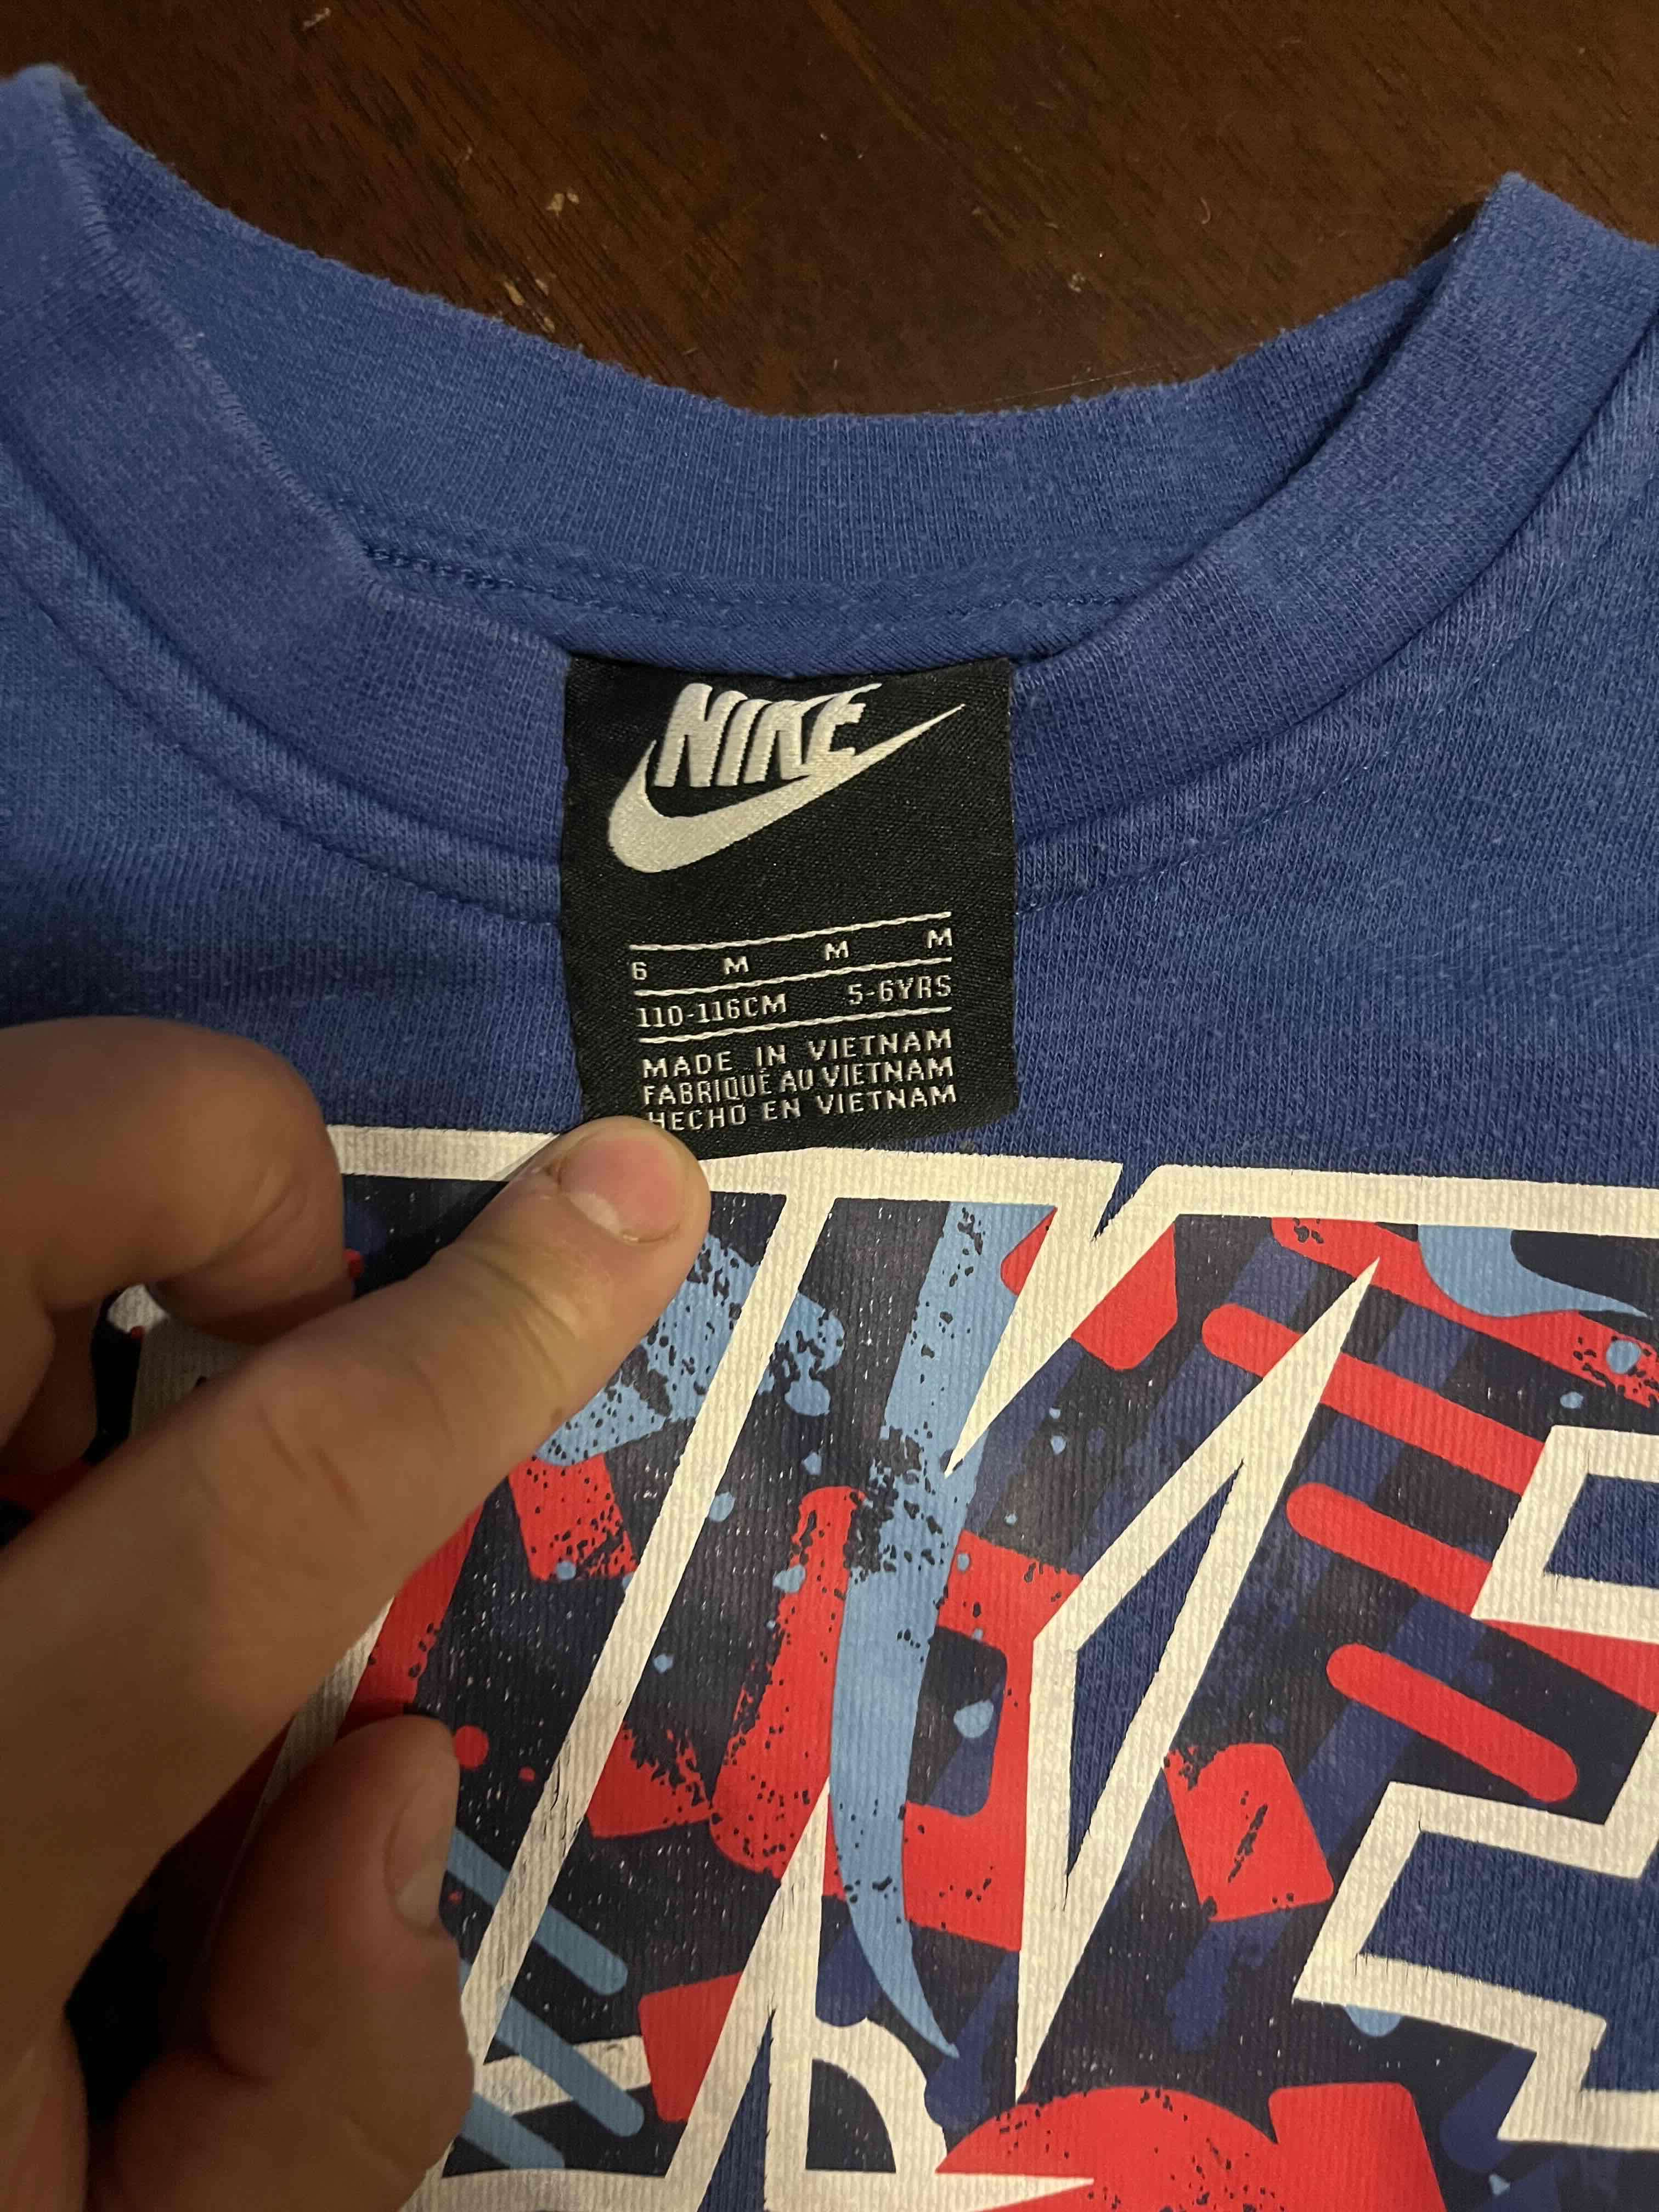 NIKE
6 M M M
110-116CM 5-6YRS
MADE IN VIETNAM
FABRIQUÉ AU VIETNAM
HECHO EN VIETNAM